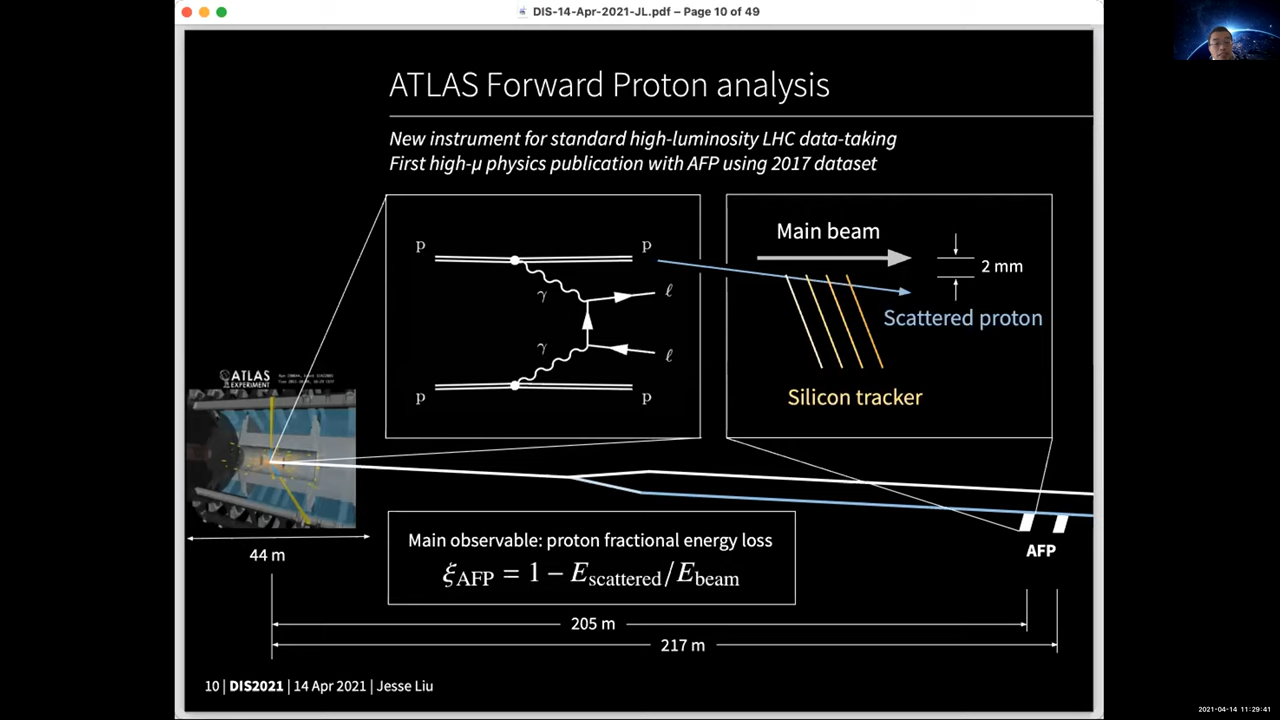 DIS-14-Apr-2021-JL.pdf – Page 10 of 49
ATLAS Forward Proton analysis
New instrument for standard high-luminosity LHC data-taking
First high-μ physics publication with AFP using 2017 dataset
p
p
γ
ℓ
γ
ℓ
p
p
Main beam
2 mm
Scattered proton
Silicon tracker
ATLAS
EXPERIMENT
44 m
Main observable: proton fractional energy loss
ξAFP = 1 − Escattered/Ebeam
AFP
205 m
217 m
10 | DIS2021 | 14 Apr 2021 | Jesse Liu
2021-04-14 11:29:41